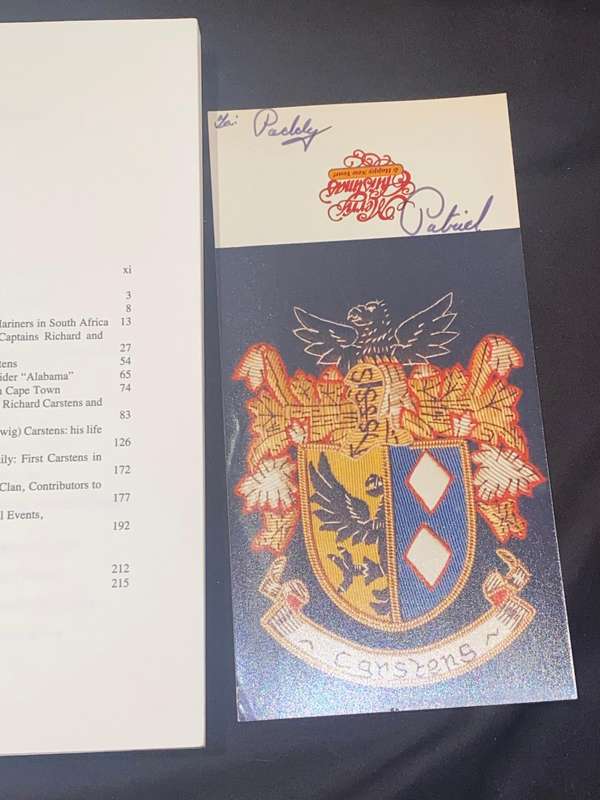 xi
3
8
Mariners in South Africa 13
Captains Richard and
27
tens 54
ider "Alabama" 65
n Cape Town 74
Richard Carstens and
83
wig) Carstens: his life
126
ily: First Carstens in
172
Clan, Contributors to
177
l Events,
192
212
215
To: Paddy
Merry
Christmas
& Happy New Year!
Patriel
Carstens